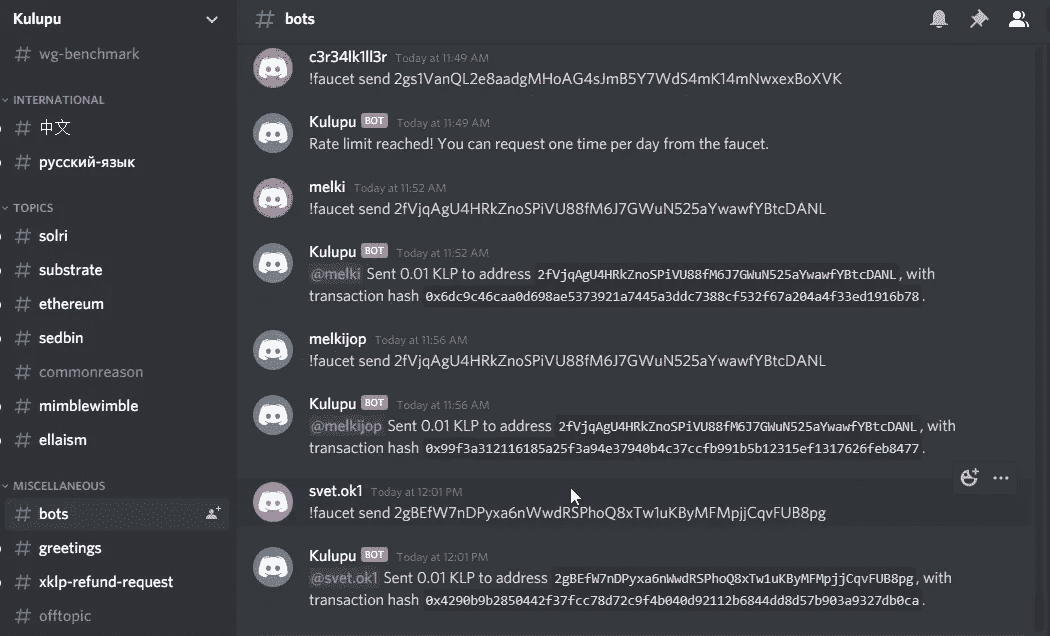 Kulupu
# wg-benchmark
INTERNATIONAL
# 中文
# русский-язык
TOPICS
# solri
# substrate
# ethereum
# sedbin
# commonreason
# mimblewimble
# ellaism
MISCELLANEOUS
# bots
# greetings
# xklp-refund-request
# offtopic
# bots
c3r34lk1ll3r Today at 11:49 AM
!faucet send 2gs1VanQL2e8aadgMHoAG4sJmB5Y7WdS4mK14mNwxexBoXVK
Kulupu BOT Today at 11:49 AM
Rate limit reached! You can request one time per day from the faucet.
melki Today at 11:52 AM
!faucet send 2fVjqAgU4HRkZnoSPiVU88fM6J7GWuN525aYwawfYBtcDANL
Kulupu BOT Today at 11:52 AM
@melki Sent 0.01 KLP to address 2fVjqAgU4HRkZnoSPiVU88fM6J7GWuN525aYwawfYBtcDANL, with
transaction hash 0x6dc9c46caa0d698ae5373921a7445a3ddc7388cf532f67a204a4f33ed1916b78.
melkijop Today at 11:56 AM
!faucet send 2fVjqAgU4HRkZnoSPiVU88fM6J7GWuN525aYwawfYBtcDANL
Kulupu BOT Today at 11:56 AM
@melkijop Sent 0.01 KLP to address 2fVjqAgU4HRkZnoSPiVU88fM6J7GWuN525aYwawfYBtcDANL, with
transaction hash 0x99f3a312116185a25f3a94e37940b4c37ccfb991b5b12315ef1317626feb8477.
svet.ok1 Today at 12:01 PM
!faucet send 2gBEfW7nDPyxa6nWwdRSPhoQ8xTw1uKByMFMpjjCqvFUB8pg
Kulupu BOT Today at 12:01 PM
@svet.ok1 Sent 0.01 KLP to address 2gBEfW7nDPyxa6nWwdRSPhoQ8xTw1uKByMFMpjjCqvFUB8pg, with
transaction hash 0x4290b9b2850442f37fcc78d72c9f4b040d92112b6844dd8d57b903a9327db0ca.